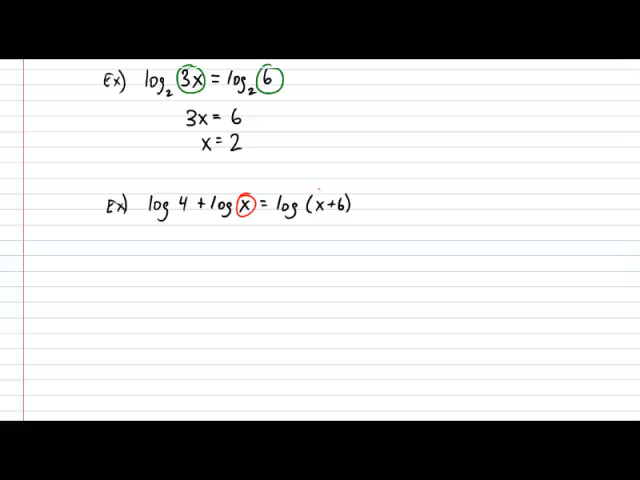 Ex) log₂ 3x = log₂ 6
3x = 6
x = 2
Ex) log 4 + log x = log (x+6)